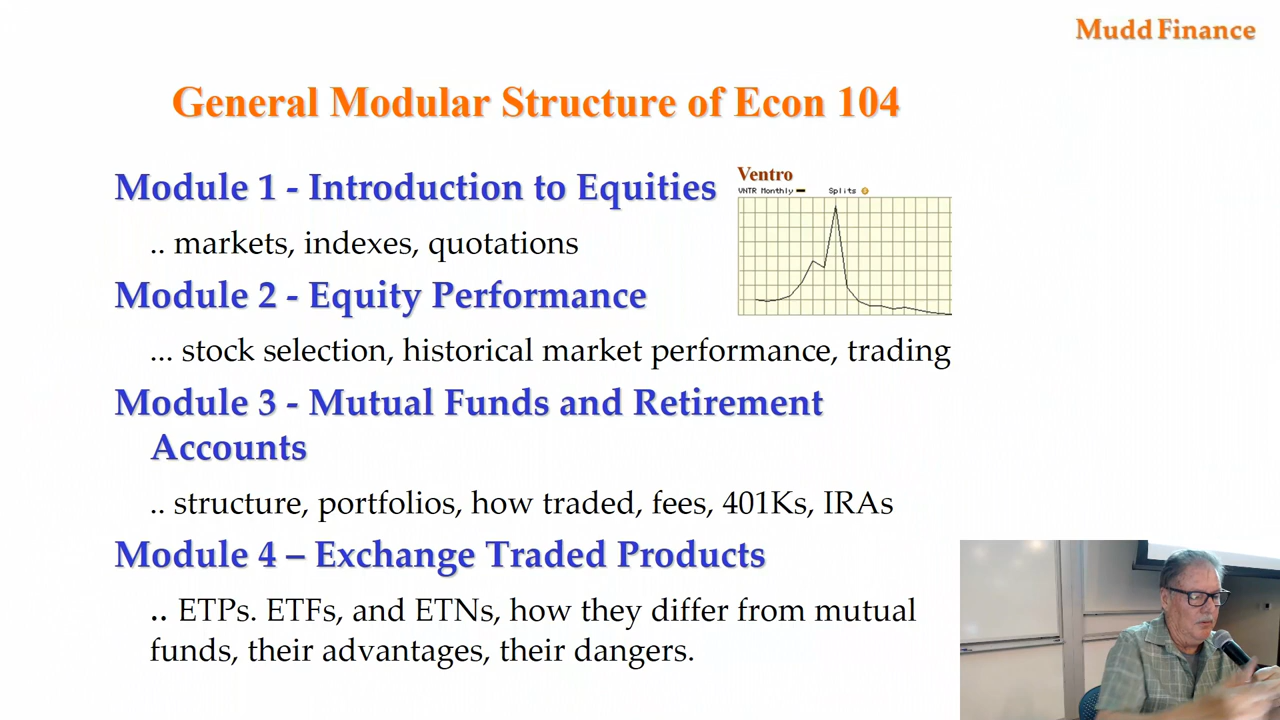 Mudd Finance
General Modular Structure of Econ 104
Module 1 - Introduction to Equities
Ventro
VNTR Monthly
Splits
.. markets, indexes, quotations
Module 2 - Equity Performance
... stock selection, historical market performance, trading
Module 3 - Mutual Funds and Retirement
Accounts
.. structure, portfolios, how traded, fees, 401Ks, IRAs
Module 4 – Exchange Traded Products
.. ETPs. ETFs, and ETNs, how they differ from mutual
funds, their advantages, their dangers.